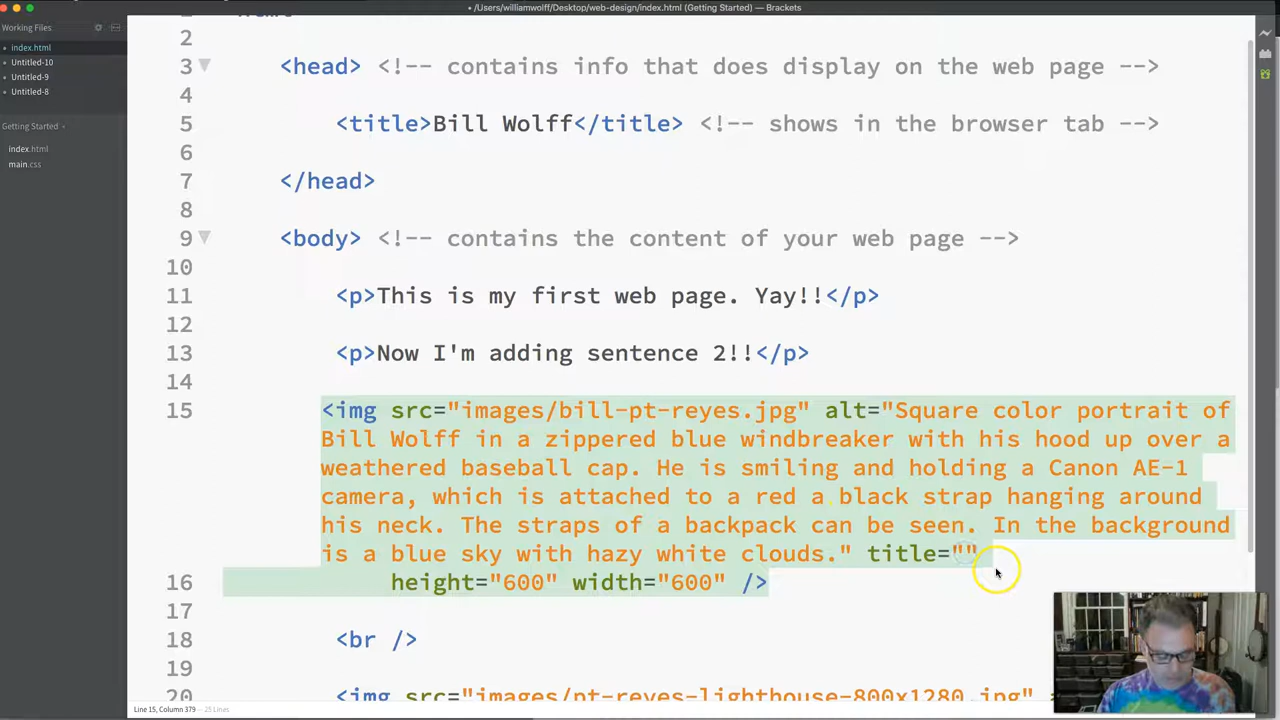 • /Users/williamwolff/Desktop/web-design/index.html (Getting Started) — Brackets
Working Files
• index.html
• Untitled-10
• Untitled-9
• Untitled-8
Getting Started
index.html
main.css
2
3 <head> <!-- contains info that does display on the web page -->
4
5 <title>Bill Wolff</title> <!-- shows in the browser tab -->
6
7 </head>
8
9 <body> <!-- contains the content of your web page -->
10
11 <p>This is my first web page. Yay!!</p>
12
13 <p>Now I'm adding sentence 2!!</p>
14
15 <img src="images/bill-pt-reyes.jpg" alt="Square color portrait of
Bill Wolff in a zippered blue windbreaker with his hood up over a
weathered baseball cap. He is smiling and holding a Canon AE-1
camera, which is attached to a red a black strap hanging around
his neck. The straps of a backpack can be seen. In the background
is a blue sky with hazy white clouds." title=""
16 height="600" width="600" />
17
18 <br />
19
20 <img src="images/pt-reyes-lighthouse-800x1280.jpg" a
Line 15, Column 379 — 25 Lines